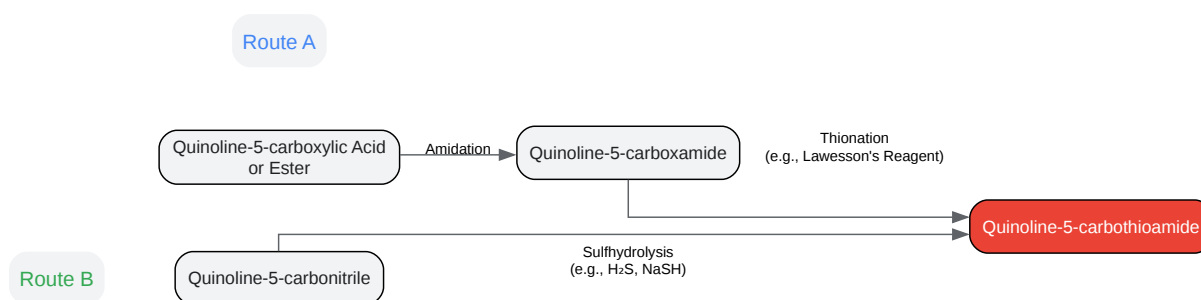 Route A
Quinoline-5-carboxylic Acid
or Ester
Amidation
Quinoline-5-carboxamide
Thionation
(e.g., Lawesson's Reagent)
Quinoline-5-carbothioamide
Sulfhydrolysis
(e.g., H₂S, NaSH)
Route B
Quinoline-5-carbonitrile